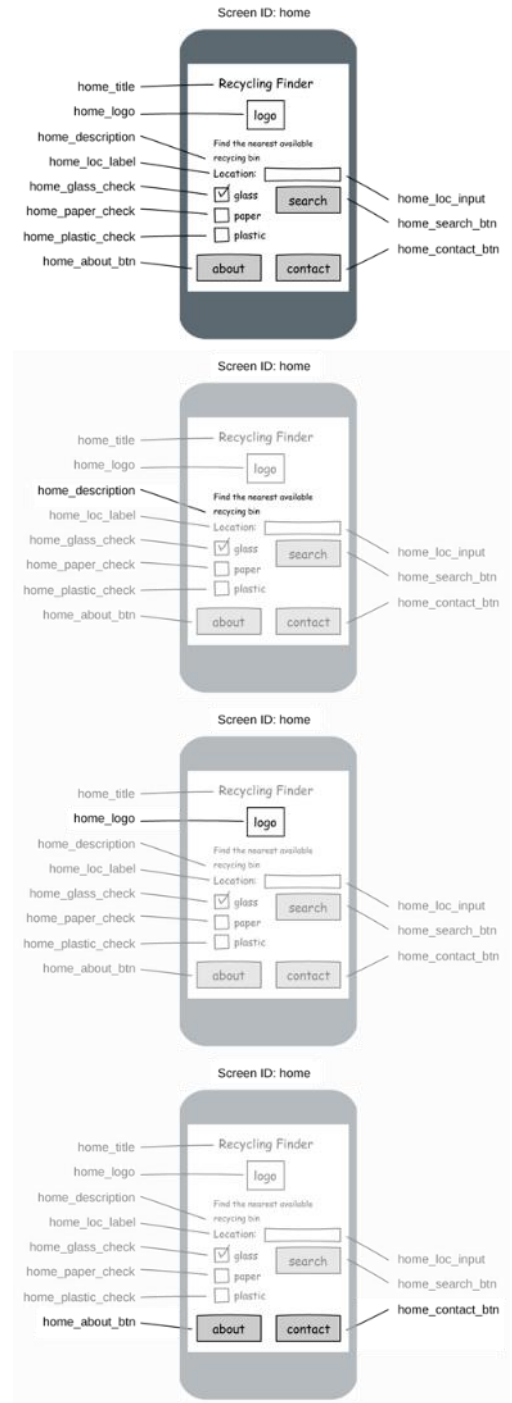 Screen ID: home
home_title
Recycling Finder
home_logo
logo
home_description
Find the nearest available
recycing bin
home_loc_label
Location:
home_glass_check
glass
search
home_loc_input
home_paper_check
paper
home_search_btn
home_plastic_check
plastic
home_contact_btn
home_about_btn
about
contact
Screen ID: home
home_title
Recycling Finder
home_logo
logo
home_description
Find the nearest available
recycing bin
home_loc_label
Location:
home_glass_check
glass
search
home_loc_input
home_paper_check
paper
home_search_btn
home_plastic_check
plastic
home_contact_btn
home_about_btn
about
contact
Screen ID: home
home_title
Recycling Finder
home_logo
logo
home_description
Find the nearest available
recycing bin
home_loc_label
Location:
home_glass_check
glass
search
home_loc_input
home_paper_check
paper
home_search_btn
home_plastic_check
plastic
home_contact_btn
home_about_btn
about
contact
Screen ID: home
home_title
Recycling Finder
home_logo
logo
home_description
Find the nearest available
recycing bin
home_loc_label
Location:
home_glass_check
glass
search
home_loc_input
home_paper_check
paper
home_search_btn
home_plastic_check
plastic
home_contact_btn
home_about_btn
about
contact